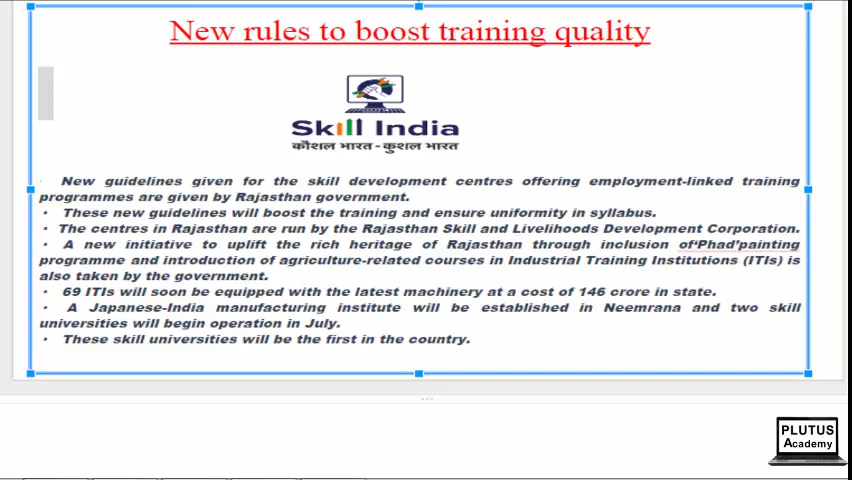 New rules to boost training quality
Skill India
कौशल भारत - कुशल भारत
New guidelines given for the skill development centres offering employment-linked training
programmes are given by Rajasthan government.
· These new guidelines will boost the training and ensure uniformity in syllabus.
· The centres in Rajasthan are run by the Rajasthan Skill and Livelihoods Development Corporation.
· A new initiative to uplift the rich heritage of Rajasthan through inclusion of‘Phad’painting
programme and introduction of agriculture-related courses in Industrial Training Institutions (ITIs) is
also taken by the government.
· 69 ITIs will soon be equipped with the latest machinery at a cost of 146 crore in state.
· A Japanese-India manufacturing institute will be established in Neemrana and two skill
universities will begin operation in July.
· These skill universities will be the first in the country.
PLUTUS
Academy